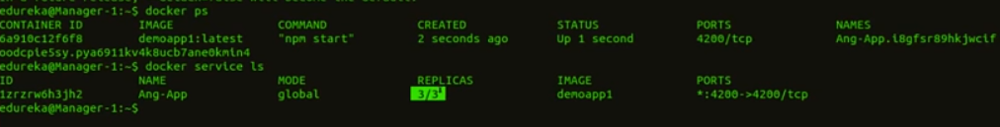 edureka@Manager-1:~$ docker ps
CONTAINER ID IMAGE COMMAND CREATED STATUS PORTS NAMES
6a910c12f6f8 demoapp1:latest "npm start" 2 seconds ago Up 1 second 4200/tcp Ang-App.i8gfsr89hkjwcif
oodcpie5sy.pya6911kv4k8ucb7ane0kmin4
edureka@Manager-1:~$ docker service ls
ID NAME MODE REPLICAS IMAGE PORTS
1zrzrw6h3jh2 Ang-App global 3/3 demoapp1 *:4200->4200/tcp
edureka@Manager-1:~$